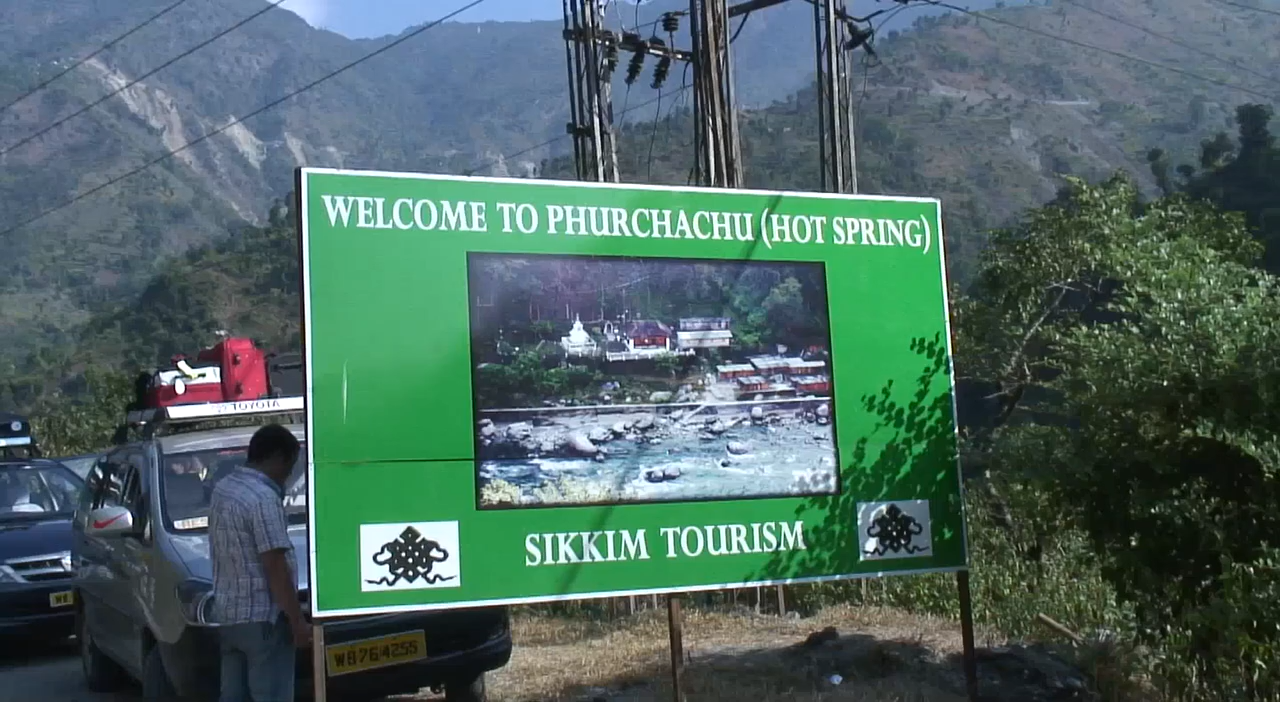 WELCOME TO PHURCHACHU (HOT SPRING)
SIKKIM TOURISM
TOYOTA
WB76 4255